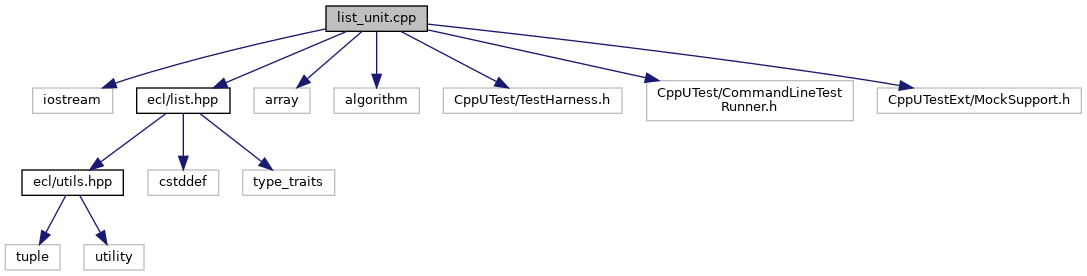 list_unit.cpp
iostream
ecl/list.hpp
array
algorithm
CppUTest/TestHarness.h
CppUTest/CommandLineTest
Runner.h
CppUTestExt/MockSupport.h
ecl/utils.hpp
cstddef
type_traits
tuple
utility